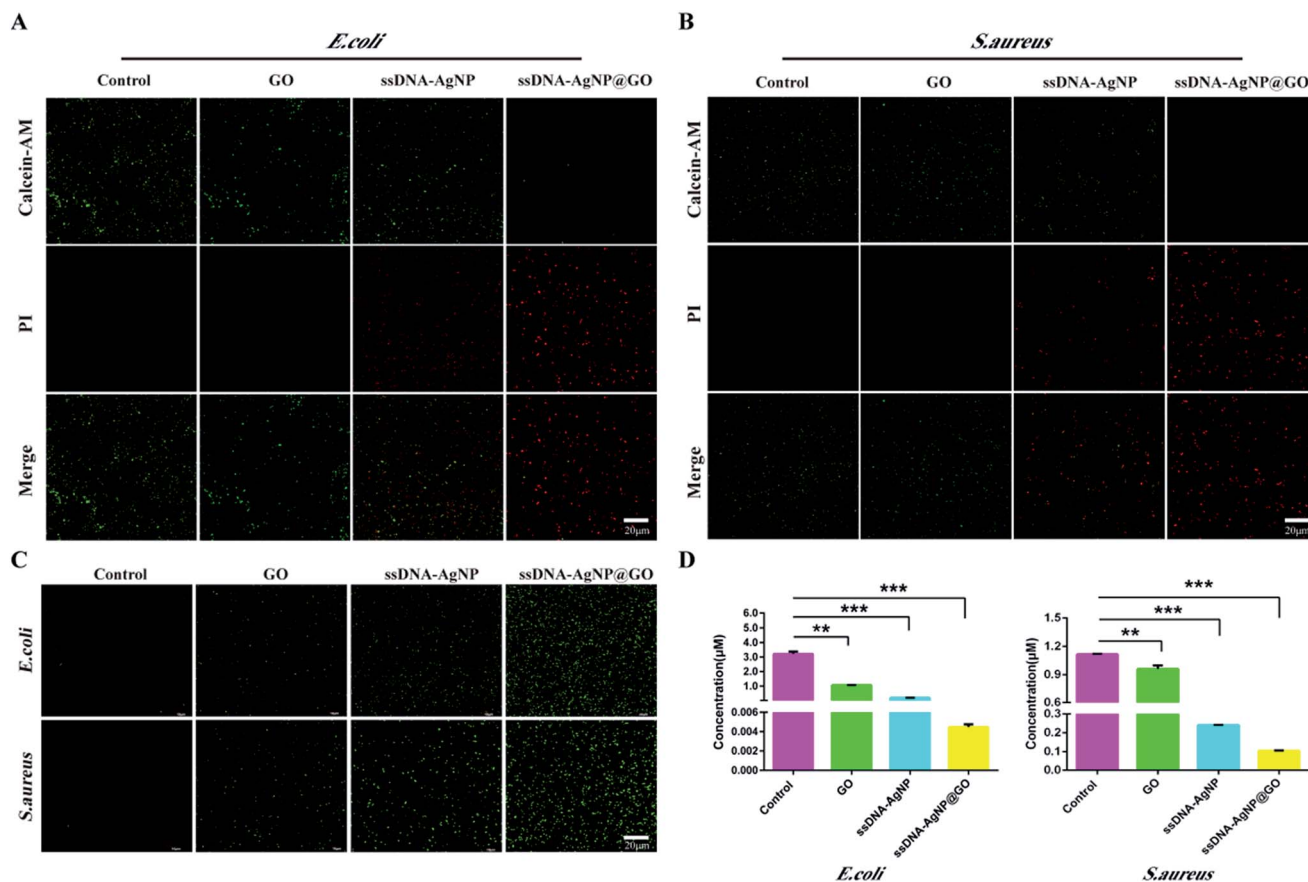 A
E.coli
Control GO ssDNA-AgNP ssDNA-AgNP@GO
Calcein-AM
PI
Merge
20μm
B
S.aureus
Control GO ssDNA-AgNP ssDNA-AgNP@GO
Calcein-AM
PI
Merge
20μm
C
Control GO ssDNA-AgNP ssDNA-AgNP@GO
E.coli
S.aureus
20μm
D
Concentration(μM)
6.0
5.0
4.0
3.0
2.0
1.0
0.006
0.004
0.002
0.000
**
***
***
Control
GO
ssDNA-AgNP
ssDNA-AgNP@GO
E.coli
Concentration(μM)
1.5
1.2
0.9
0.6
0.3
0.2
0.1
0.0
**
***
***
Control
GO
ssDNA-AgNP
ssDNA-AgNP@GO
S.aureus